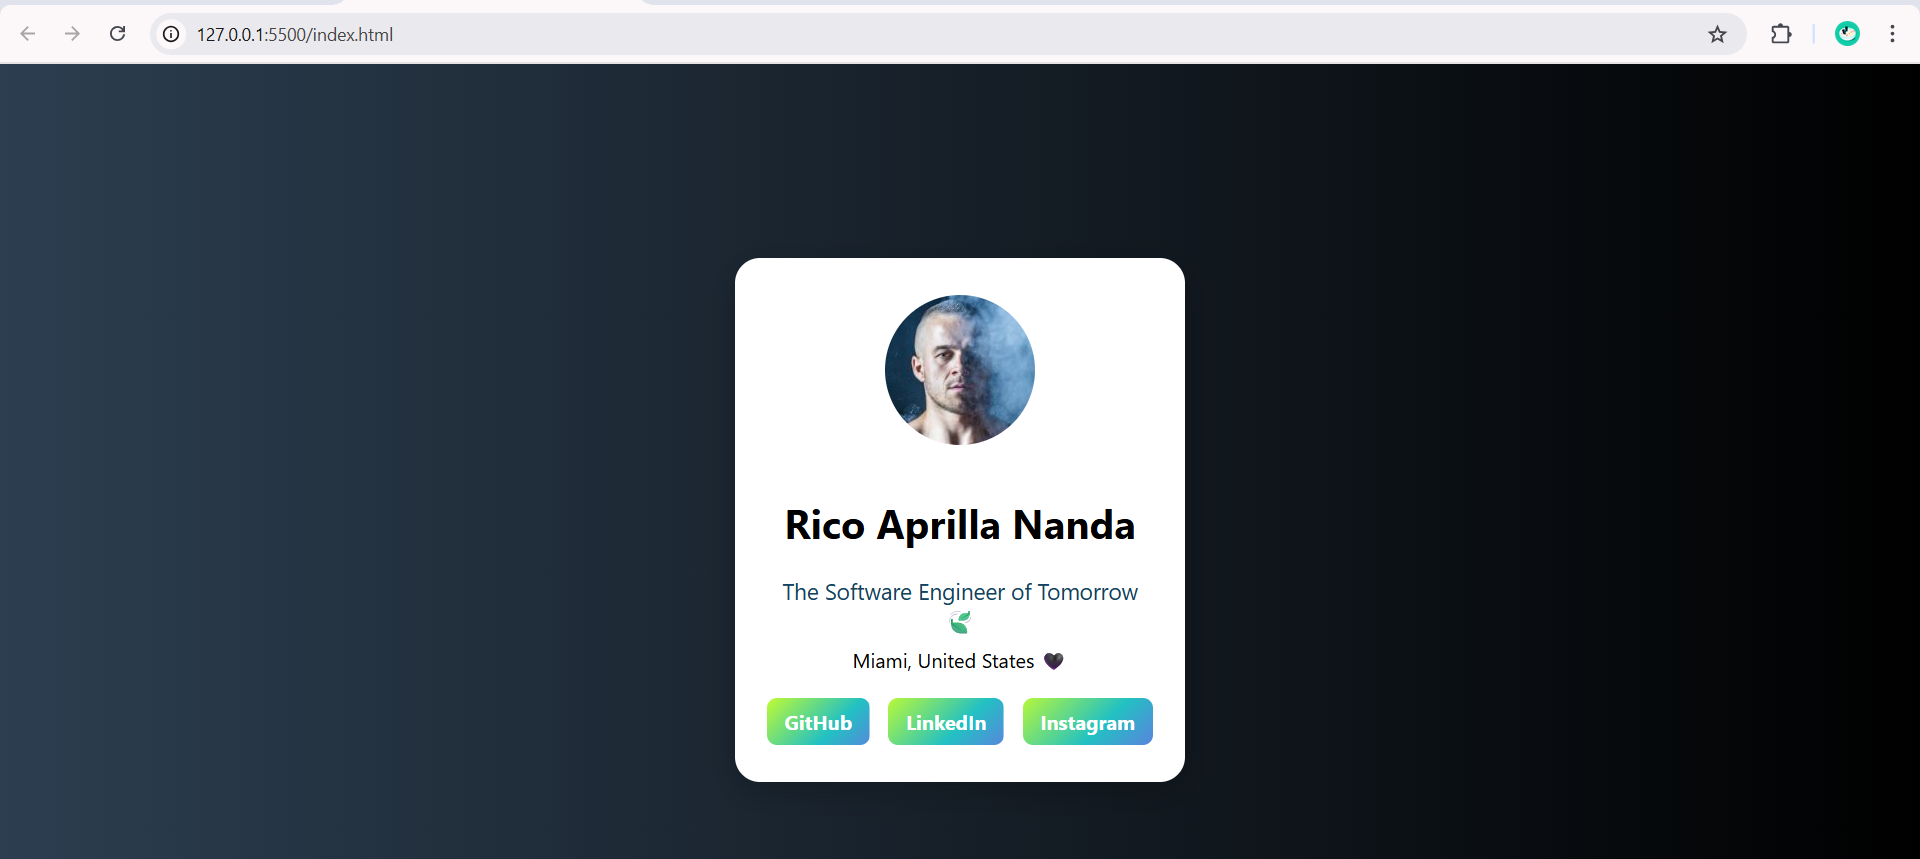 127.0.0.1:5500/index.html
Rico Aprilla Nanda
The Software Engineer of Tomorrow
🍃
Miami, United States 🖤
GitHub LinkedIn Instagram